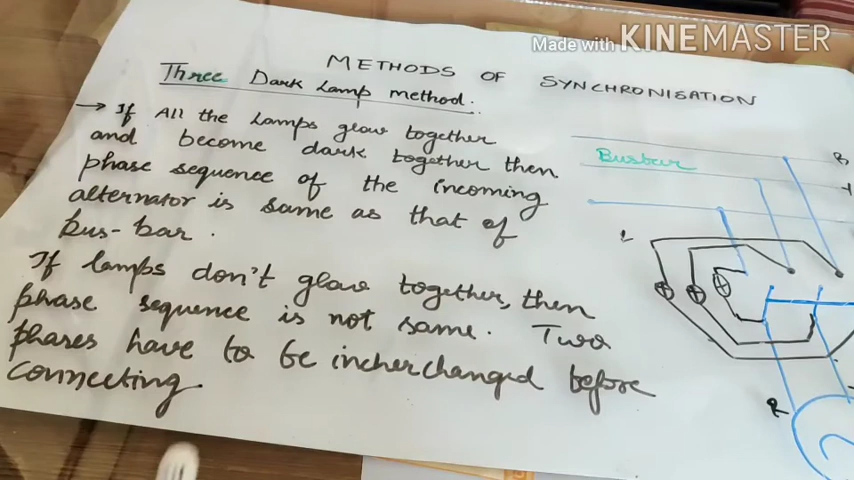 Made with KINEMASTER
METHODS OF SYNCHRONISATION
Three Dark Lamp method.
→ If All the Lamps glow together
and become dark together then
phase sequence of the incoming
alternator is same as that of
bus-bar.
If lamps don't glow together, then
phase sequence is not same. Two
phases have to be incherchanged before
connecting.
Busbar
B
Y
L
R